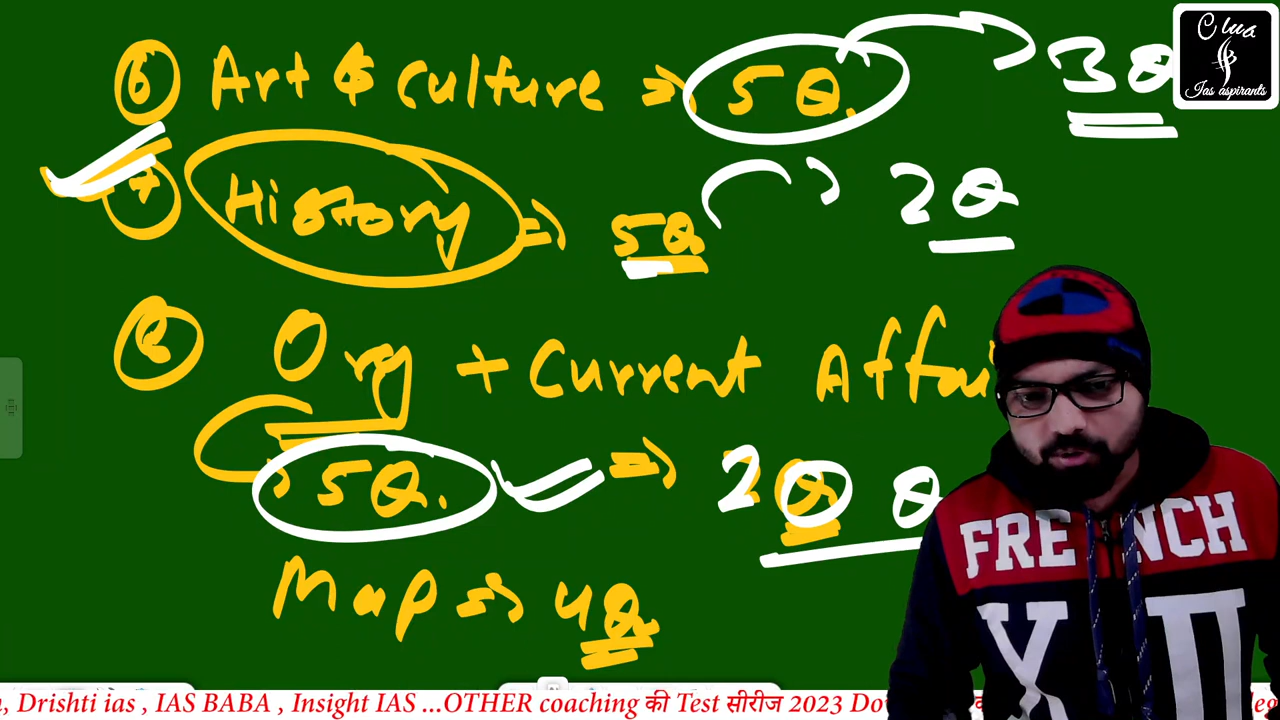 ⑥ Art & Culture ⇒ 5Q. → 3Q
Clua
Ias aspirants
⑦ History ⇒ 5Q → 2Q
⑧ Org + Current Affai
→ 5Q. ⇒ 2Q Q
Map ⇒ 4Q
FRENCH
, Drishti ias , IAS BABA , Insight IAS ...OTHER coaching की Test सीरीज 2023